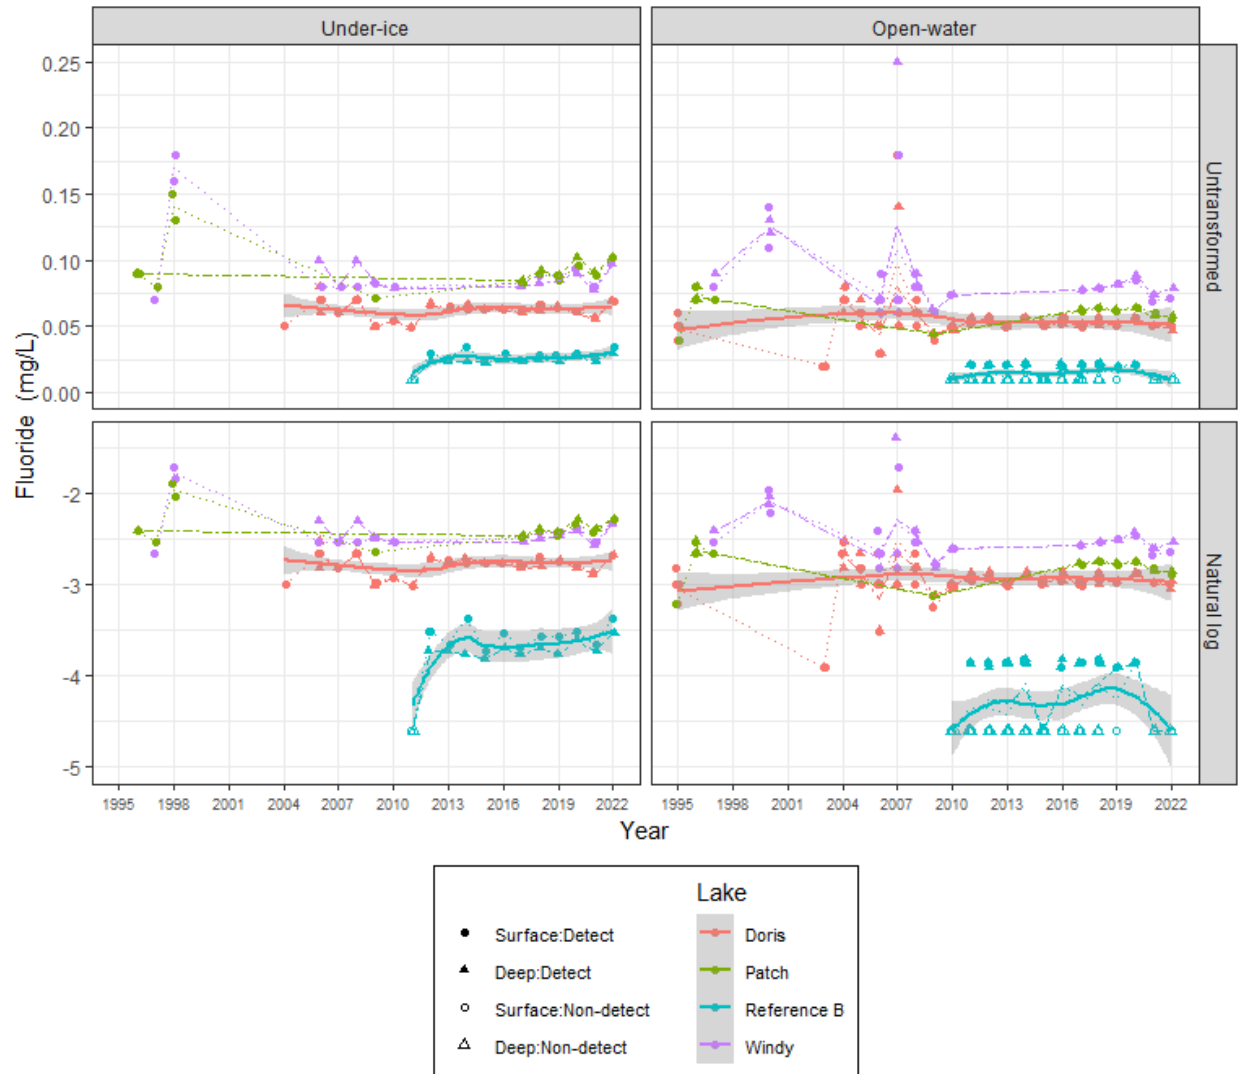 Under-ice Open-water
0.25
0.20
0.15
0.10
0.05
0.00
Untransformed
Fluoride (mg/L)
-2
-3
-4
-5
Natural log
1995 1998 2001 2004 2007 2010 2014 2016 2019 2022 1995 1998 2001 2004 2007 2010 2013 2016 2019 2022
Year
Lake
Surface:Detect Doris
Deep:Detect Patch
Surface:Non-detect Reference B
Deep:Non-detect Windy